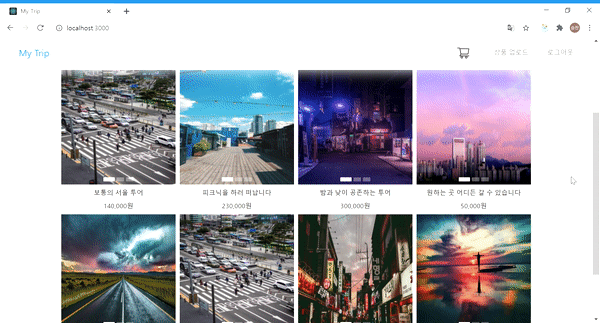 My Trip
localhost:3000
My Trip
상품 업로드
로그아웃
보통의 서울 투어
피크닉을 하러 떠납니다
밤과 낮이 공존하는 투어
원하는 곳 어디든 갈 수 있습니다
140,000원
230,000원
300,000원
50,000원